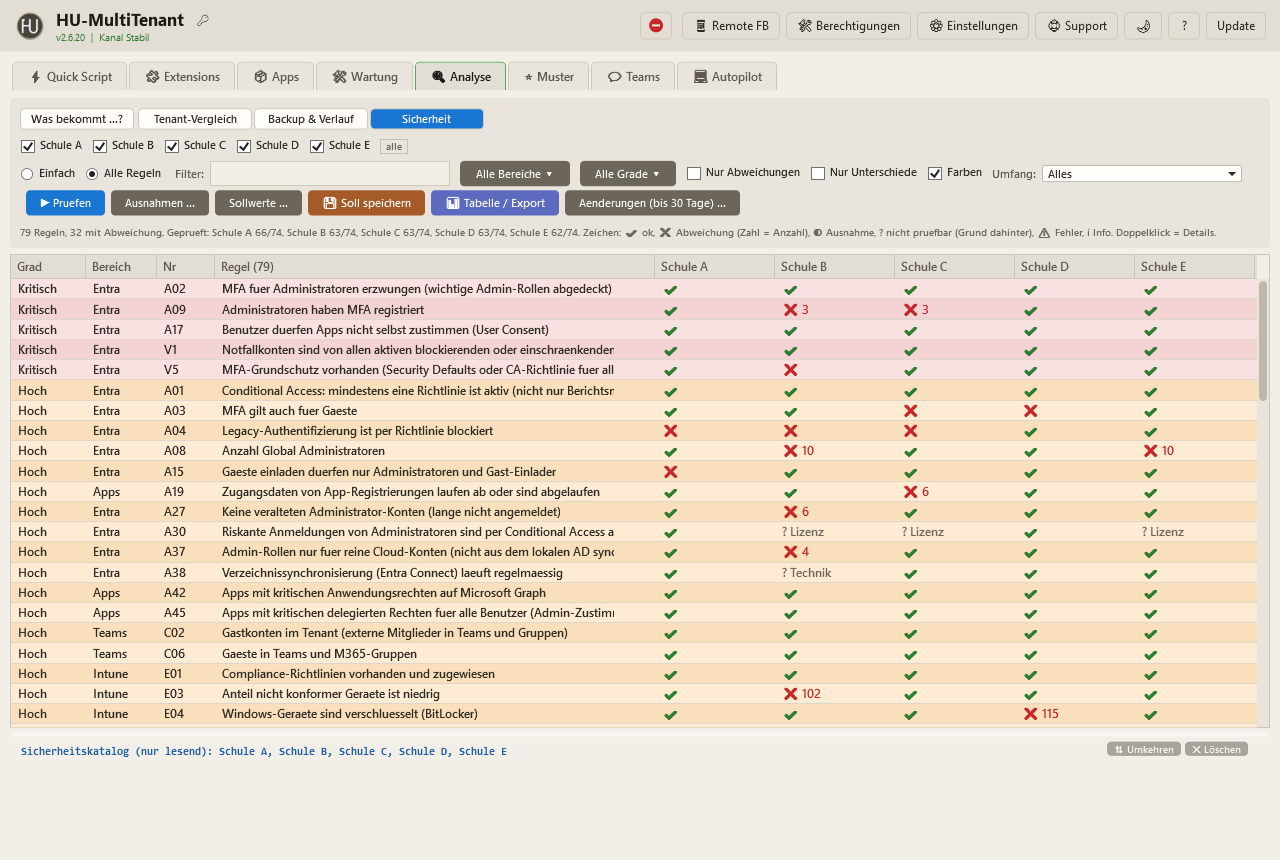 HU-MultiTenant
v2.6.20 | Kanal Stabil
Remote FB
Berechtigungen
Einstellungen
Support
?
Update
Quick Script
Extensions
Apps
Wartung
Analyse
Muster
Teams
Autopilot
Was bekommt ...?
Tenant-Vergleich
Backup & Verlauf
Sicherheit
Schule A Schule B Schule C Schule D Schule E alle
Einfach Alle Regeln Filter: Alle Bereiche Alle Grade Nur Abweichungen Nur Unterschiede Farben Umfang: Alles
Pruefen Ausnahmen ... Sollwerte ... Soll speichern Tabelle / Export Aenderungen (bis 30 Tage) ...
79 Regeln, 32 mit Abweichung. Geprueft: Schule A 66/74, Schule B 63/74, Schule C 63/74, Schule D 63/74, Schule E 62/74. Zeichen: ✔ ok, ✖ Abweichung (Zahl = Anzahl), ◐ Ausnahme, ? nicht pruefbar (Grund dahinter), ⚠ Fehler, i Info. Doppelklick = Details.
Grad Bereich Nr Regel (79) Schule A Schule B Schule C Schule D Schule E
Kritisch Entra A02 MFA fuer Administratoren erzwungen (wichtige Admin-Rollen abgedeckt) ✔ ✔ ✔ ✔ ✔
Kritisch Entra A09 Administratoren haben MFA registriert ✔ ✖ 3 ✖ 3 ✔ ✔
Kritisch Entra A17 Benutzer duerfen Apps nicht selbst zustimmen (User Consent) ✔ ✔ ✔ ✔ ✔
Kritisch Entra V1 Notfallkonten sind von allen aktiven blockierenden oder einschraenkenden ✔ ✔ ✔ ✔ ✔
Kritisch Entra V5 MFA-Grundschutz vorhanden (Security Defaults oder CA-Richtlinie fuer all ✔ ✖ ✔ ✔ ✔
Hoch Entra A01 Conditional Access: mindestens eine Richtlinie ist aktiv (nicht nur Berichtsm ✔ ✔ ✔ ✔ ✔
Hoch Entra A03 MFA gilt auch fuer Gaeste ✔ ✔ ✖ ✖ ✔
Hoch Entra A04 Legacy-Authentifizierung ist per Richtlinie blockiert ✖ ✖ ✖ ✔ ✔
Hoch Entra A08 Anzahl Global Administratoren ✔ ✖ 10 ✔ ✔ ✖ 10
Hoch Entra A15 Gaeste einladen duerfen nur Administratoren und Gast-Einlader ✖ ✔ ✔ ✔ ✔
Hoch Apps A19 Zugangsdaten von App-Registrierungen laufen ab oder sind abgelaufen ✔ ✔ ✖ 6 ✔ ✔
Hoch Entra A27 Keine veralteten Administrator-Konten (lange nicht angemeldet) ✔ ✖ 6 ✔ ✔ ✔
Hoch Entra A30 Riskante Anmeldungen von Administratoren sind per Conditional Access a ✔ ? Lizenz ? Lizenz ✔ ? Lizenz
Hoch Entra A37 Admin-Rollen nur fuer reine Cloud-Konten (nicht aus dem lokalen AD sync ✔ ✖ 4 ✔ ✔ ✔
Hoch Entra A38 Verzeichnissynchronisierung (Entra Connect) laeuft regelmaessig ✔ ? Technik ✔ ✔ ✔
Hoch Apps A42 Apps mit kritischen Anwendungsrechten auf Microsoft Graph ✔ ✔ ✔ ✔ ✔
Hoch Apps A45 Apps mit kritischen delegierten Rechten fuer alle Benutzer (Admin-Zustimm ✔ ✔ ✔ ✔ ✔
Hoch Teams C02 Gastkonten im Tenant (externe Mitglieder in Teams und Gruppen) ✔ ✔ ✔ ✔ ✔
Hoch Teams C06 Gaeste in Teams und M365-Gruppen ✔ ✔ ✔ ✔ ✔
Hoch Intune E01 Compliance-Richtlinien vorhanden und zugewiesen ✔ ✔ ✔ ✔ ✔
Hoch Intune E03 Anteil nicht konformer Geraete ist niedrig ✔ ✖ 102 ✔ ✔ ✔
Hoch Intune E04 Windows-Geraete sind verschluesselt (BitLocker) ✔ ✔ ✔ ✖ 115 ✔
Sicherheitskatalog (nur lesend): Schule A, Schule B, Schule C, Schule D, Schule E
Umkehren
Löschen